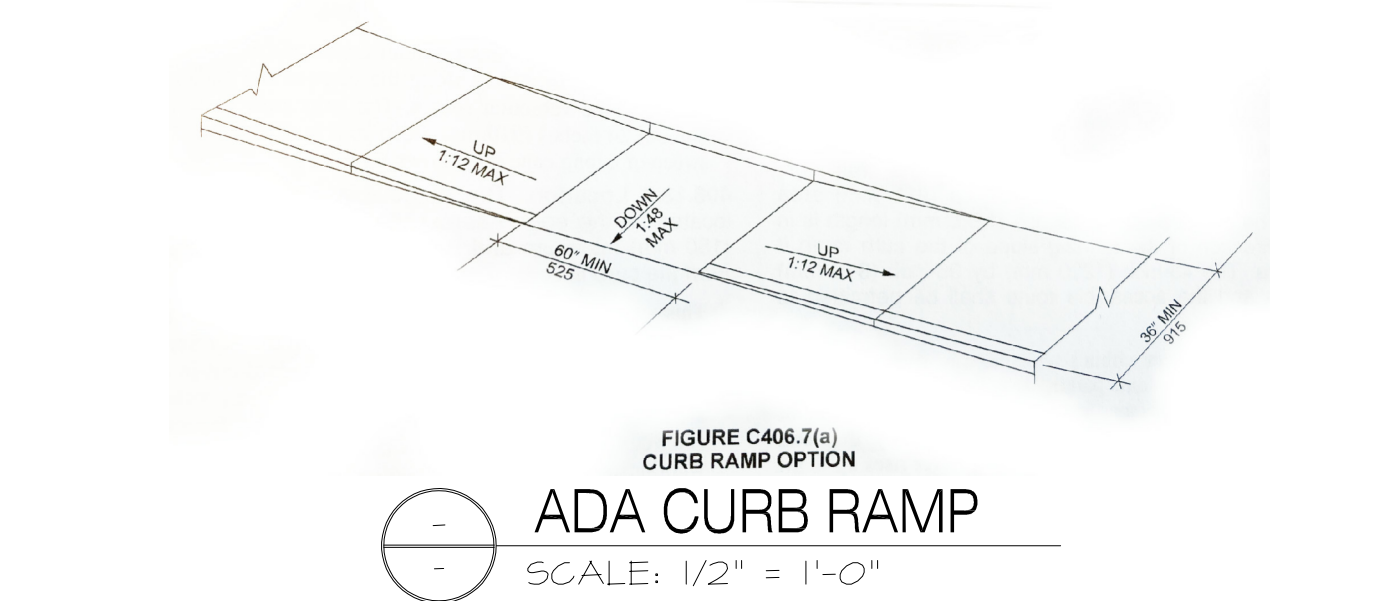 UP
1:12 MAX
DOWN
1:48
MAX
60" MIN
525
UP
1:12 MAX
36" MIN
915
FIGURE C406.7(a)
CURB RAMP OPTION
-
ADA CURB RAMP
-
SCALE: 1/2" = 1'-0"